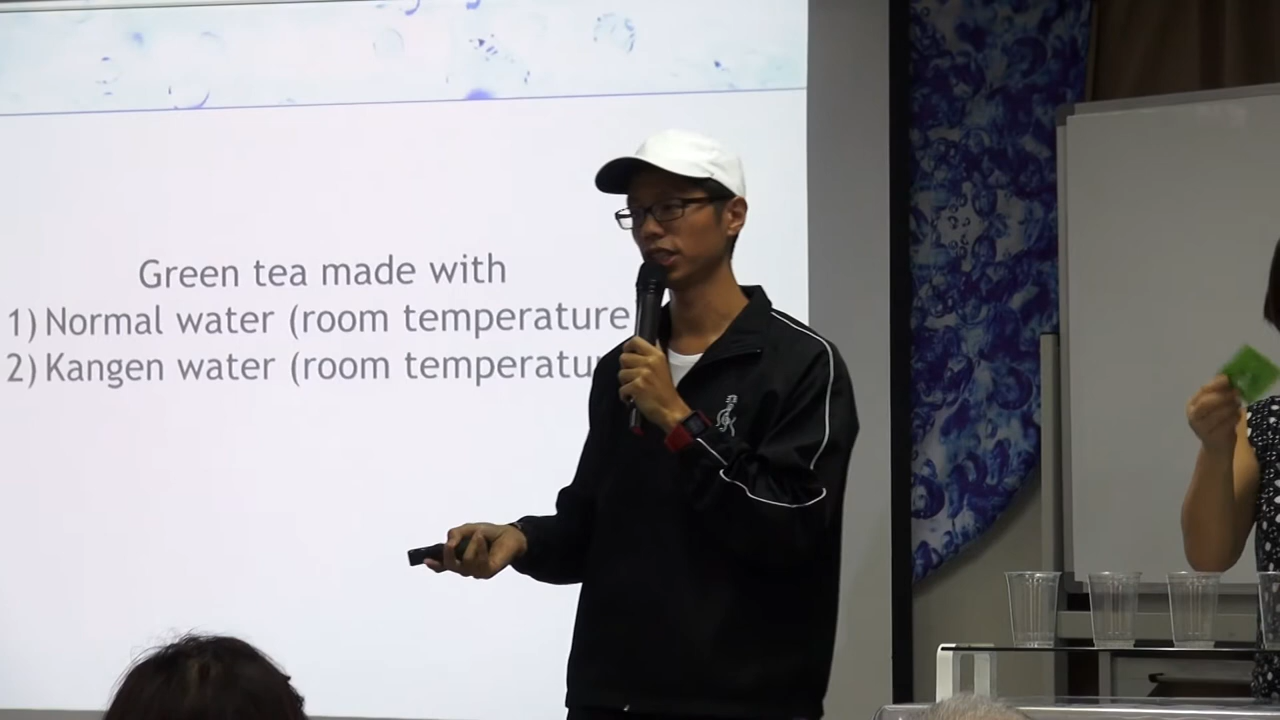 Green tea made with
1) Normal water (room temperature
2) Kangen water (room temperatu